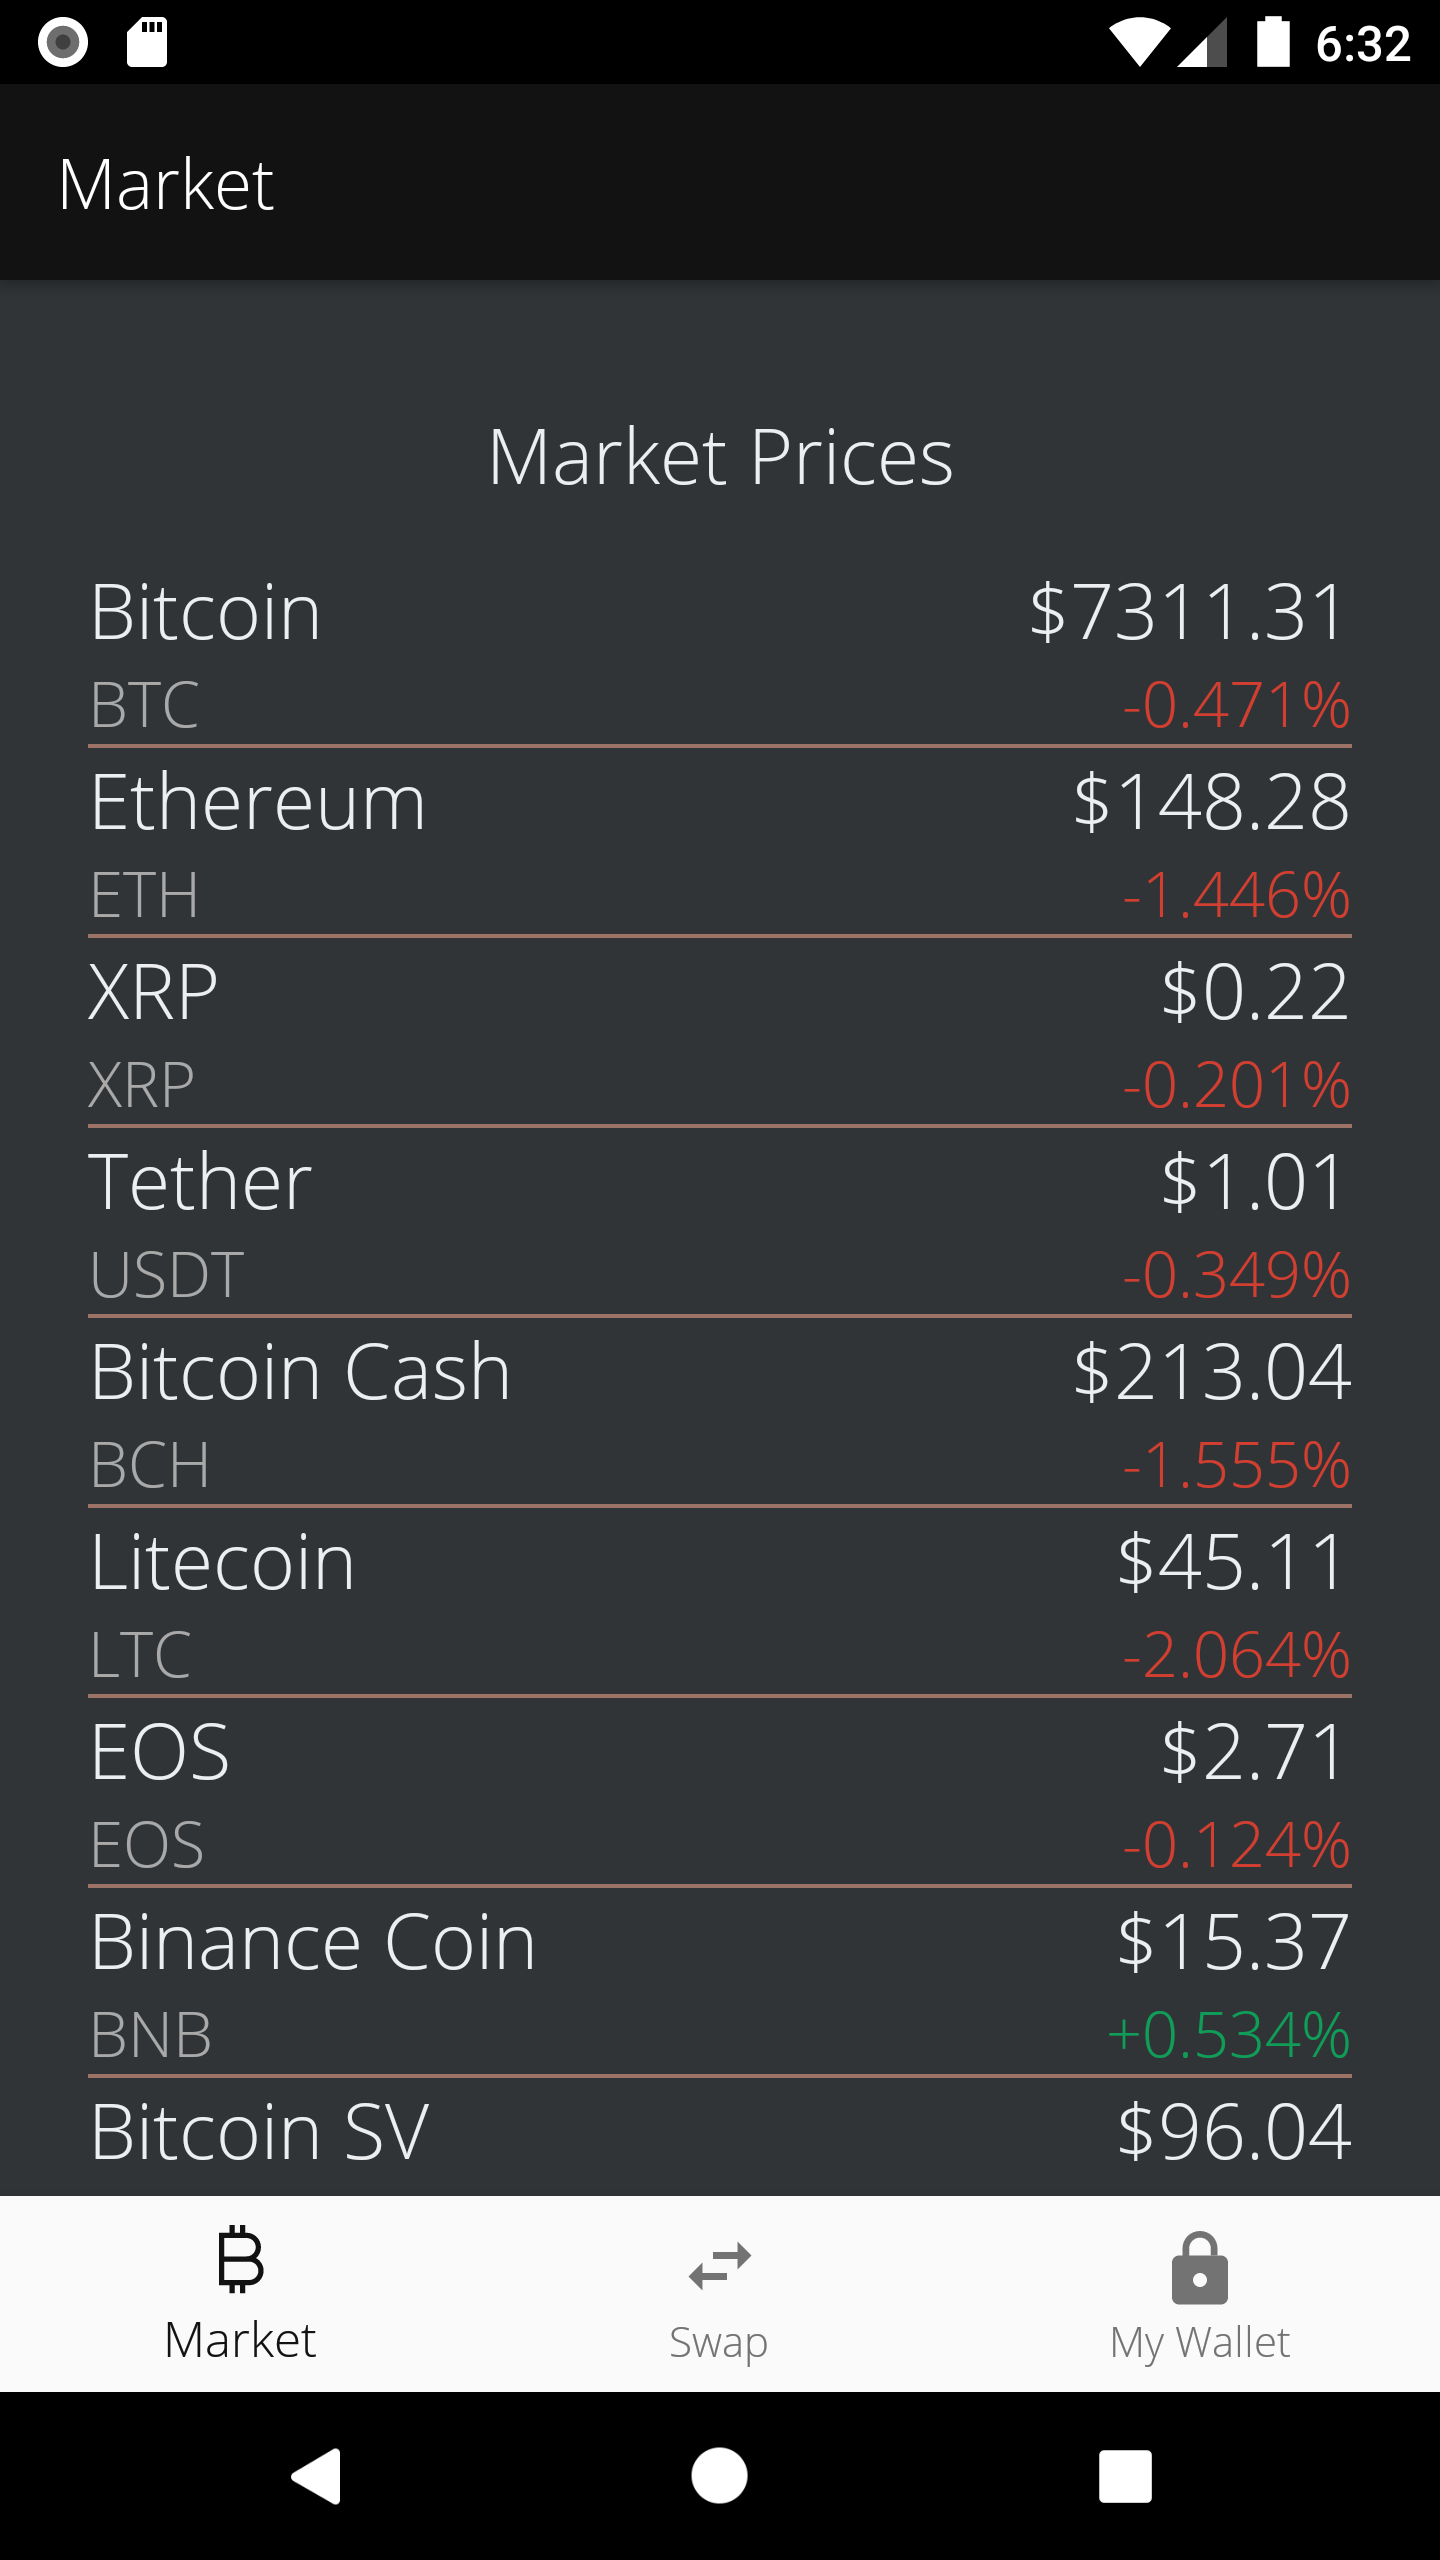 6:32
Market
Market Prices
Bitcoin $7311.31
BTC -0.471%
Ethereum $148.28
ETH -1.446%
XRP $0.22
XRP -0.201%
Tether $1.01
USDT -0.349%
Bitcoin Cash $213.04
BCH -1.555%
Litecoin $45.11
LTC -2.064%
EOS $2.71
EOS -0.124%
Binance Coin $15.37
BNB +0.534%
Bitcoin SV $96.04
Market Swap My Wallet